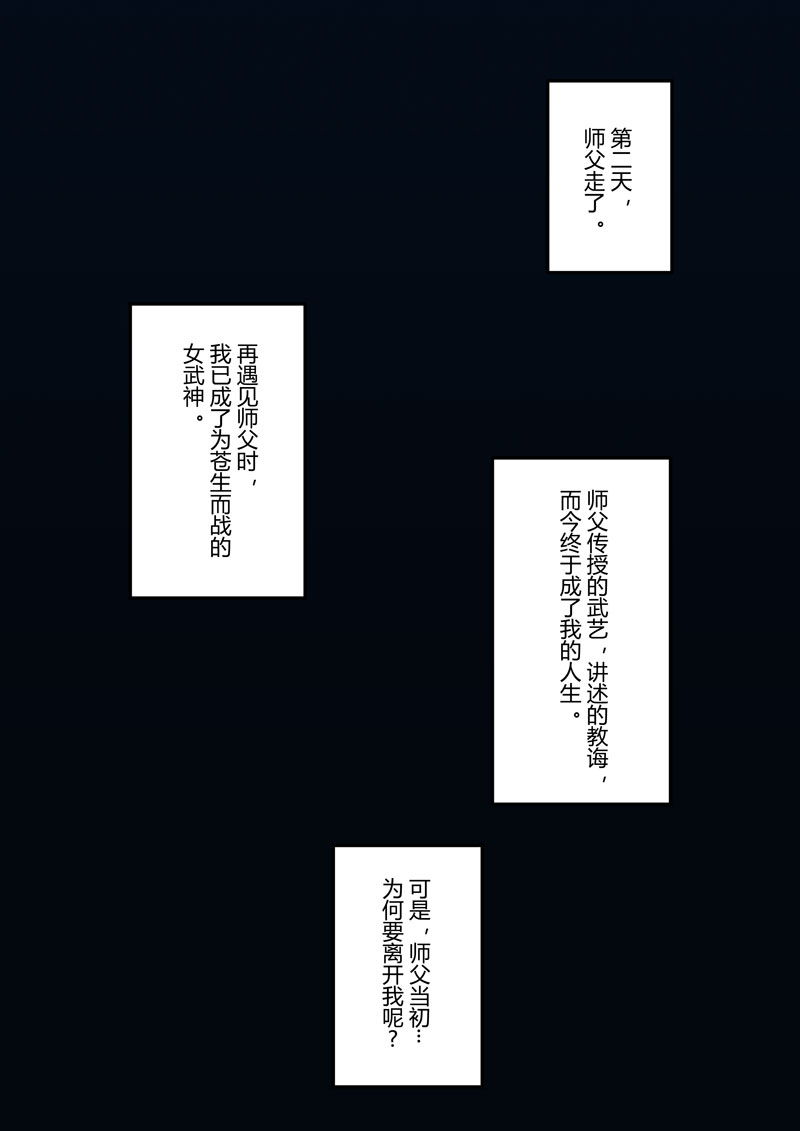 第二天，
师父走了。
再遇见师父时，
我已成了为苍生而战的
女武神。
师父传授的武艺，讲述的教诲，
而今终于成了我的人生。
可是，师父当初…
为何要离开我呢？